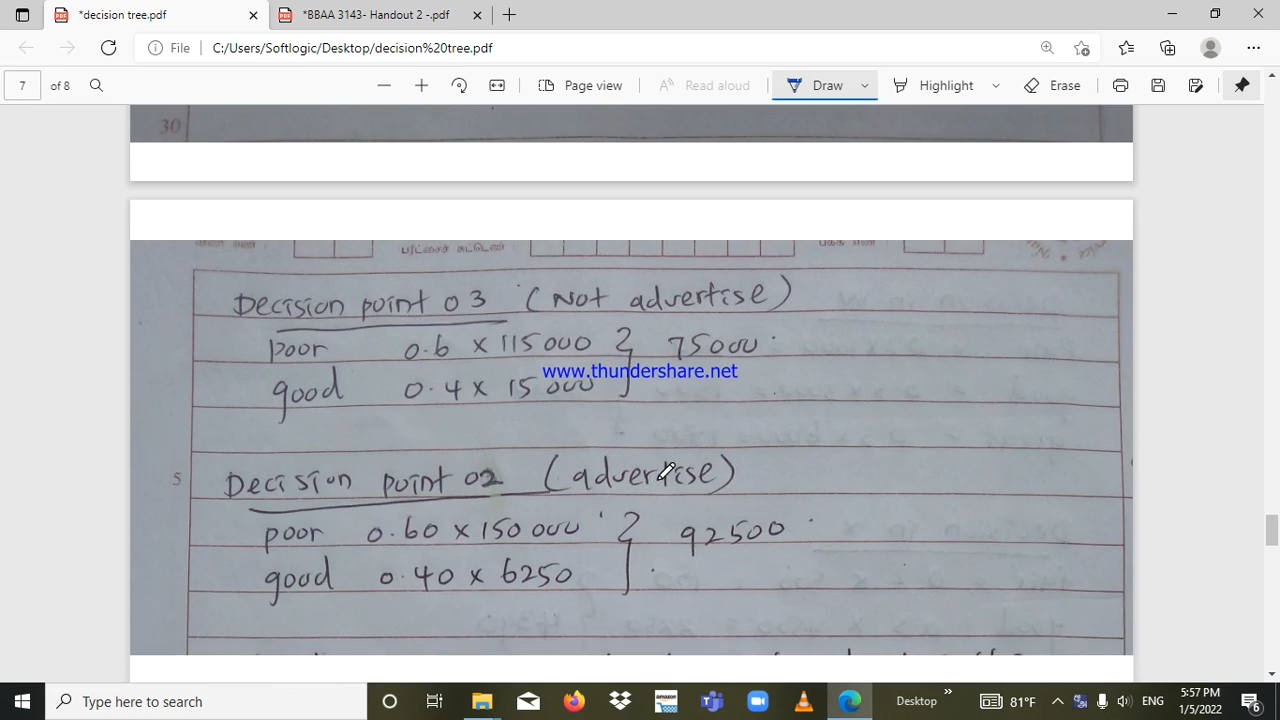 *decision tree.pdf
*BBAA 3143- Handout 2 -.pdf
File
C:/Users/Softlogic/Desktop/decision%20tree.pdf
7 of 8
Page view
Read aloud
Draw
Highlight
Erase
30
Decision point 03 (Not advertise)
poor 0.6 x 115000 } 75000
www.thundershare.net
good 0.4 x 15000
5
Decision point 02 (advertise)
poor 0.60 x 150000 } 92500
good 0.40 x 6250
Type here to search
Desktop
81°F
ENG
5:57 PM
1/5/2022
6